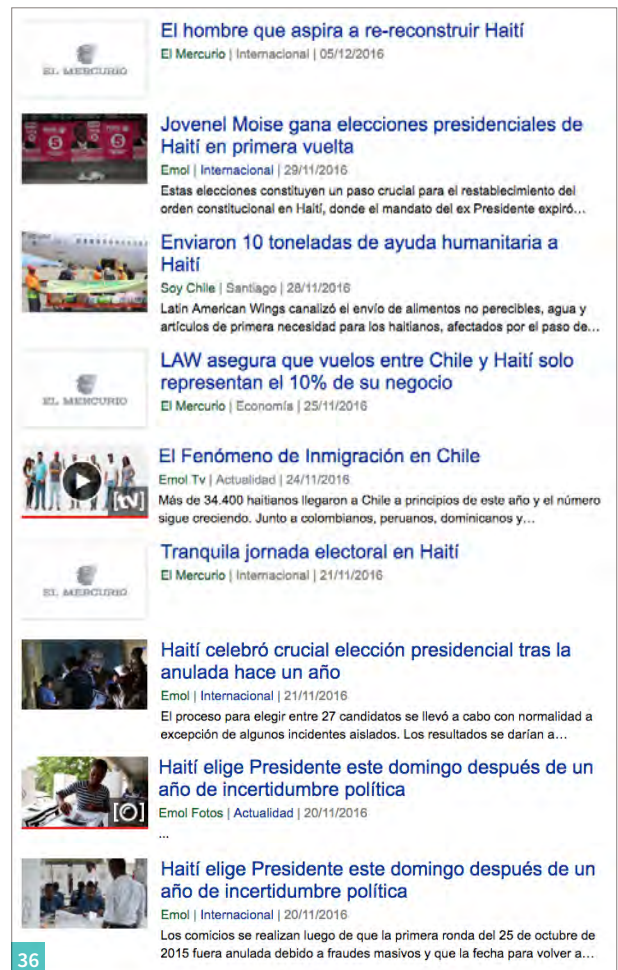 EL MERCURIO
El hombre que aspira a re-reconstruir Haití
El Mercurio | Internacional | 05/12/2016
5
5
Jovenel Moise gana elecciones presidenciales de
Haití en primera vuelta
Emol | Internacional | 29/11/2016
Estas elecciones constituyen un paso crucial para el restablecimiento del
orden constitucional en Haití, donde el mandato del ex Presidente expiró...
Enviaron 10 toneladas de ayuda humanitaria a
Haití
Soy Chile | Santiago | 28/11/2016
Latin American Wings canalizó el envío de alimentos no perecibles, agua y
artículos de primera necesidad para los haitianos, afectados por el paso de...
EL MERCURIO
LAW asegura que vuelos entre Chile y Haití solo
representan el 10% de su negocio
El Mercurio | Economía | 25/11/2016
[tv]
El Fenómeno de Inmigración en Chile
Emol Tv | Actualidad | 24/11/2016
Más de 34.400 haitianos llegaron a Chile a principios de este año y el número
sigue creciendo. Junto a colombianos, peruanos, dominicanos y...
EL MERCURIO
Tranquila jornada electoral en Haití
El Mercurio | Internacional | 21/11/2016
Haití celebró crucial elección presidencial tras la
anulada hace un año
Emol | Internacional | 21/11/2016
El proceso para elegir entre 27 candidatos se llevó a cabo con normalidad a
excepción de algunos incidentes aislados. Los resultados se darían a...
Haití elige Presidente este domingo después de un
año de incertidumbre política
Emol Fotos | Actualidad | 20/11/2016
...
Haití elige Presidente este domingo después de un
año de incertidumbre política
Emol | Internacional | 20/11/2016
Los comicios se realizan luego de que la primera ronda del 25 de octubre de
2015 fuera anulada debido a fraudes masivos y que la fecha para volver a...
36